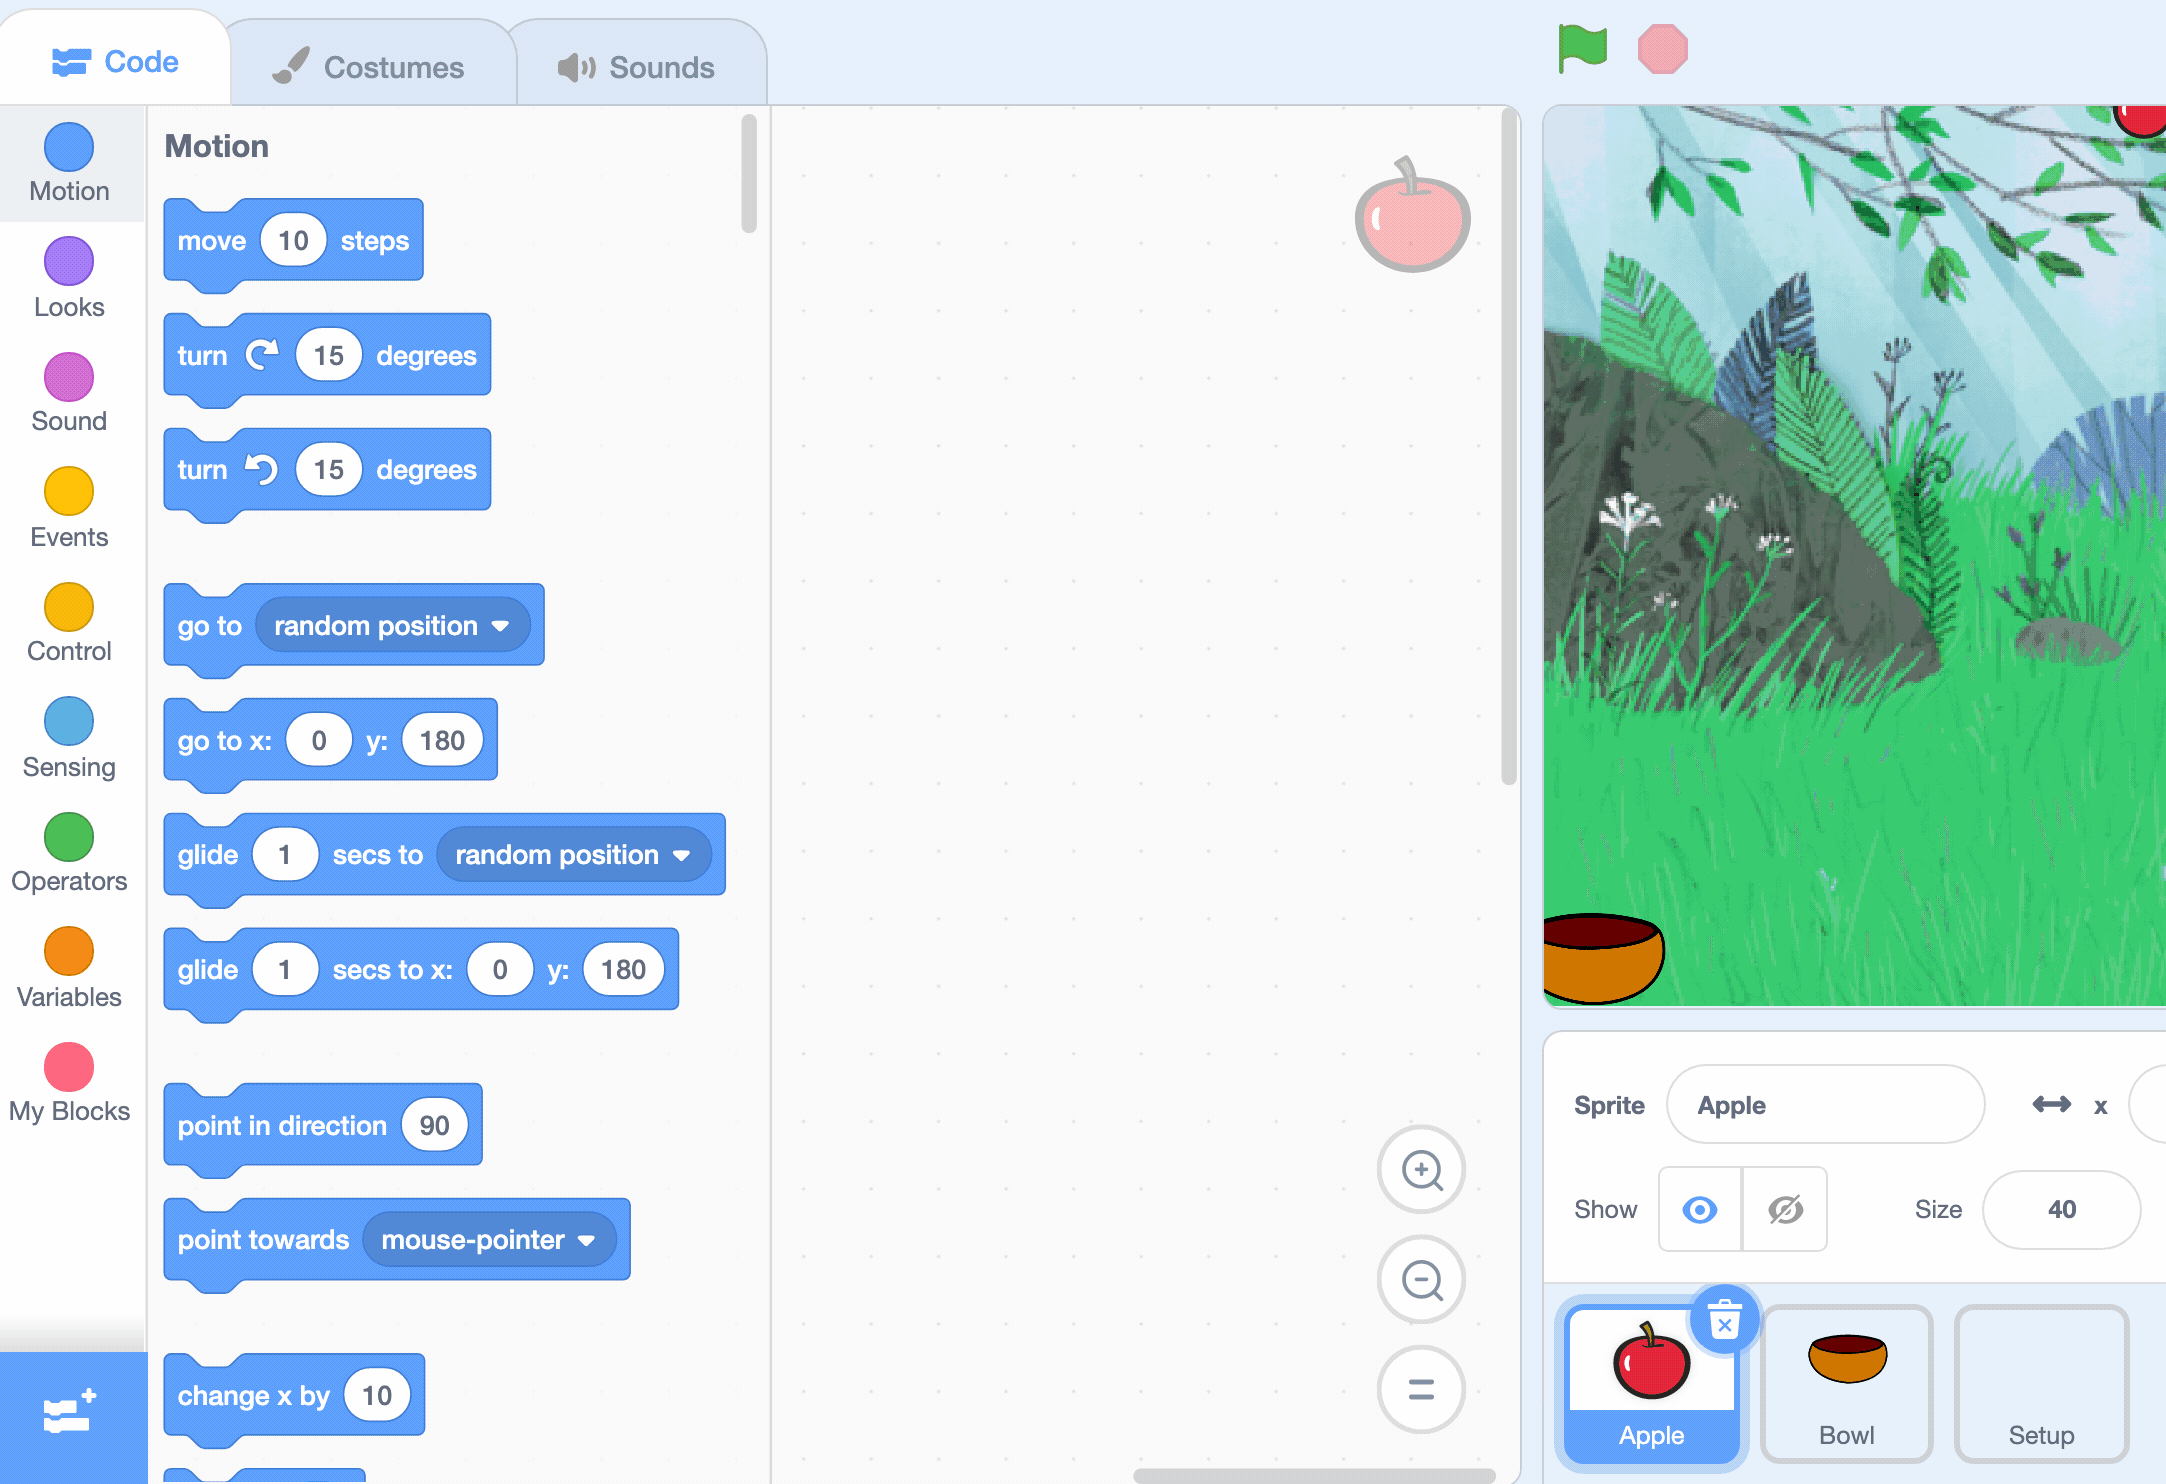 Code
Costumes
Sounds
Motion
Looks
Sound
Events
Control
Sensing
Operators
Variables
My Blocks
Motion
move 10 steps
turn 15 degrees
turn 15 degrees
go to random position
go to x: 0 y: 180
glide 1 secs to random position
glide 1 secs to x: 0 y: 180
point in direction 90
point towards mouse-pointer
change x by 10
Sprite Apple x
Show Size 40
Apple
Bowl
Setup